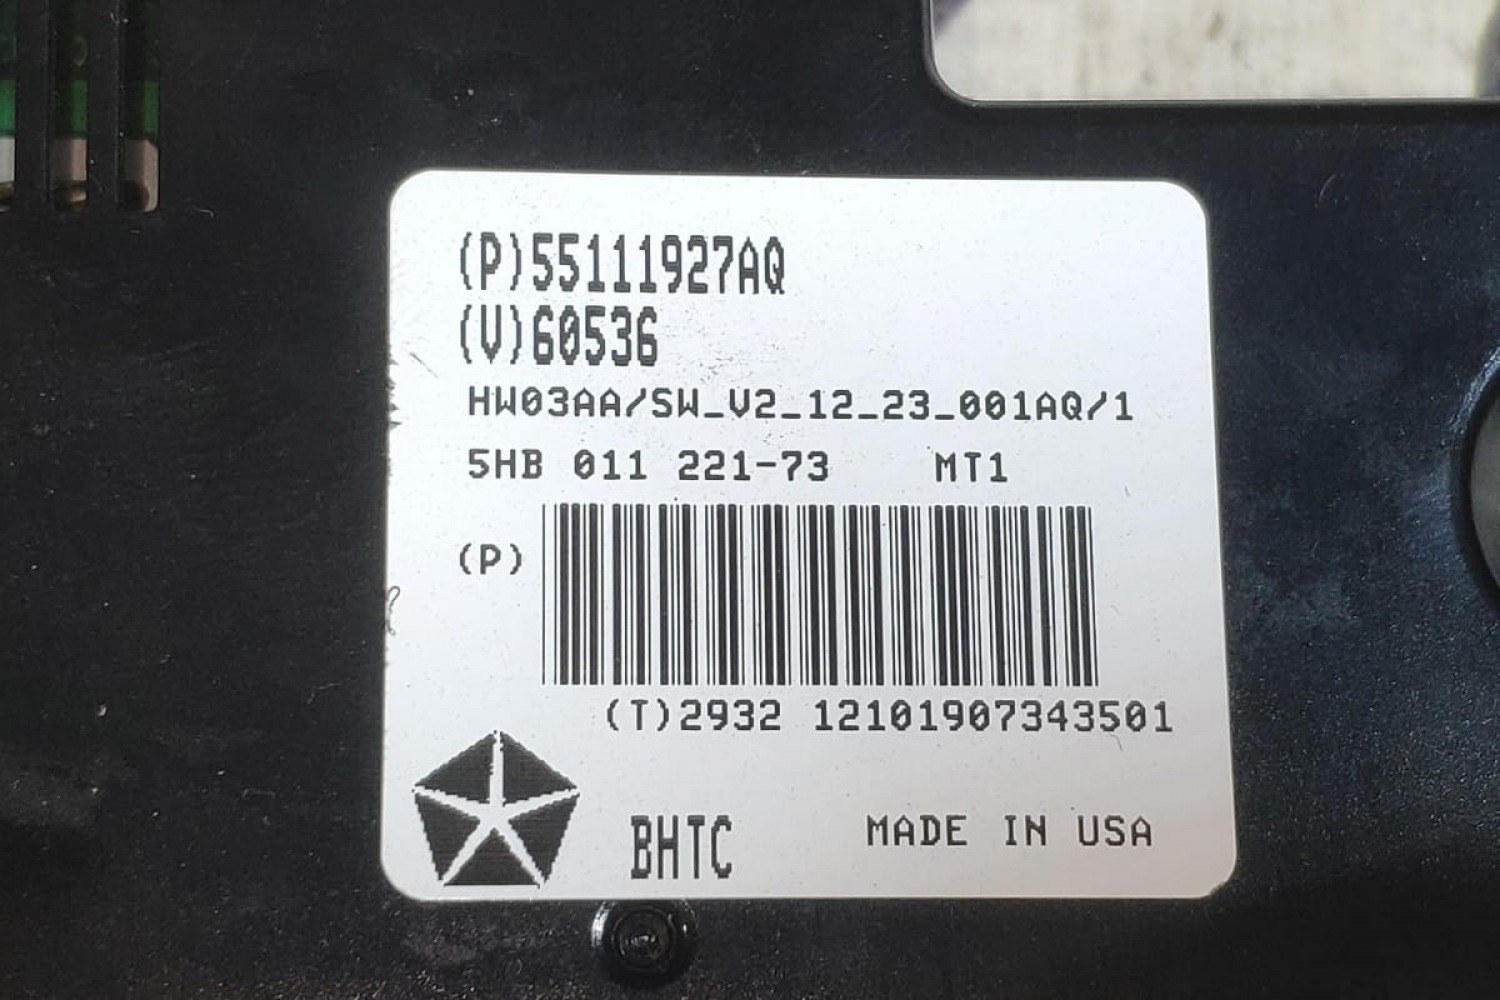 (P)55111927AQ
(V)60536
HW03AA/SW_V2_12_23_001AQ/1
5HB 011 221-73 MT1
(P)
(T)2932 12101907343501
BHTC MADE IN USA